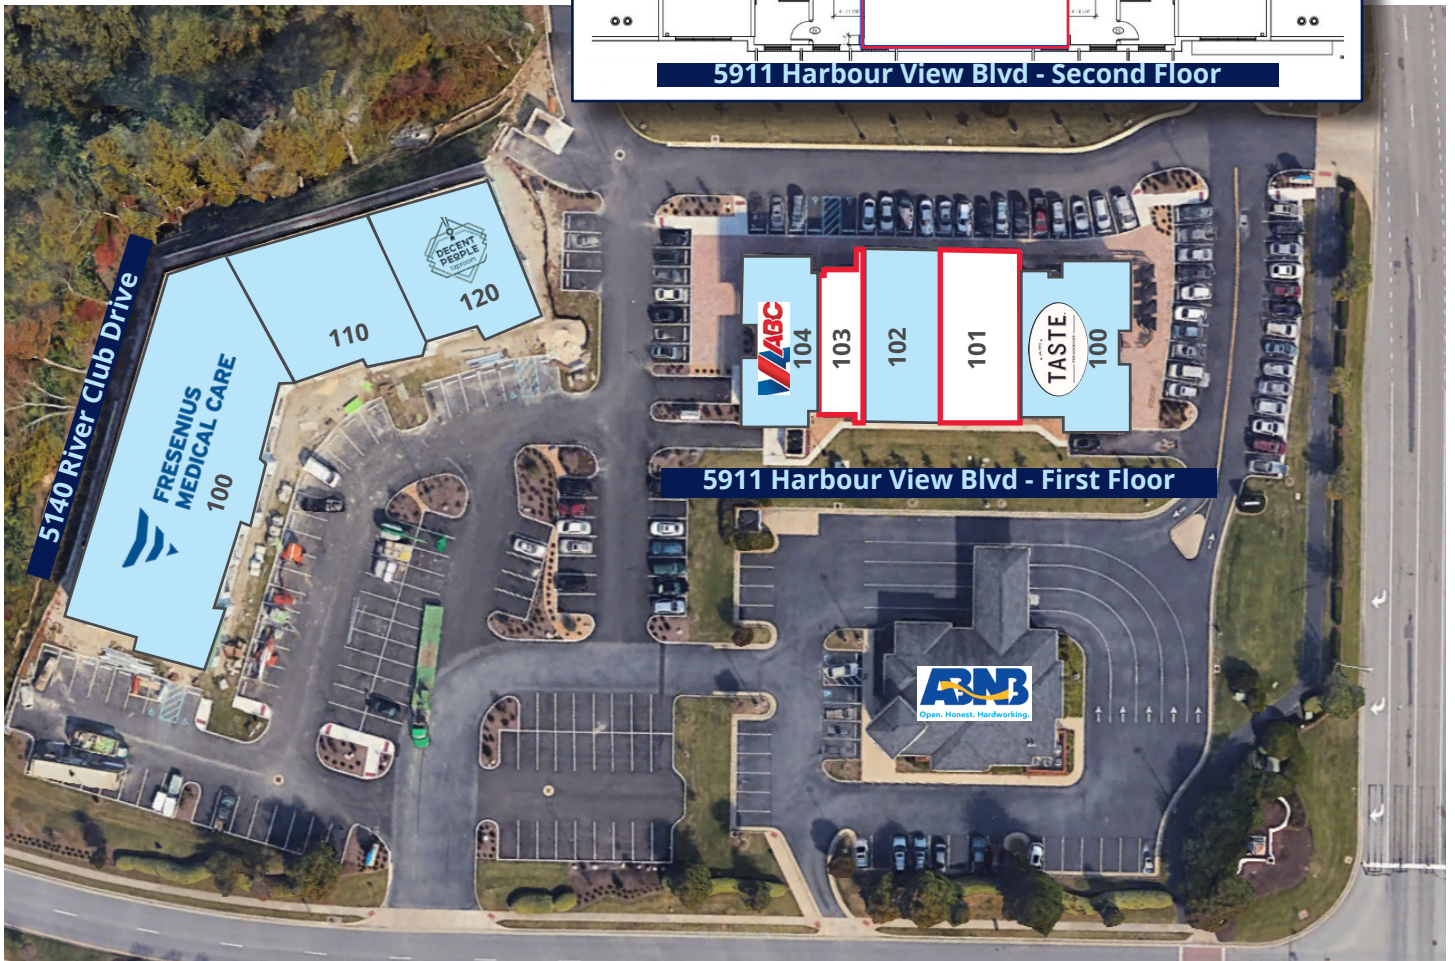 5911 Harbour View Blvd - Second Floor
DECENT
PEOPLE
taproom
120
110
5140 River Club Drive
FRESENIUS
MEDICAL CARE
100
VA ABC
104
103
102
101
TASTE
100
5911 Harbour View Blvd - First Floor
ABNB
Open. Honest. Hardworking.